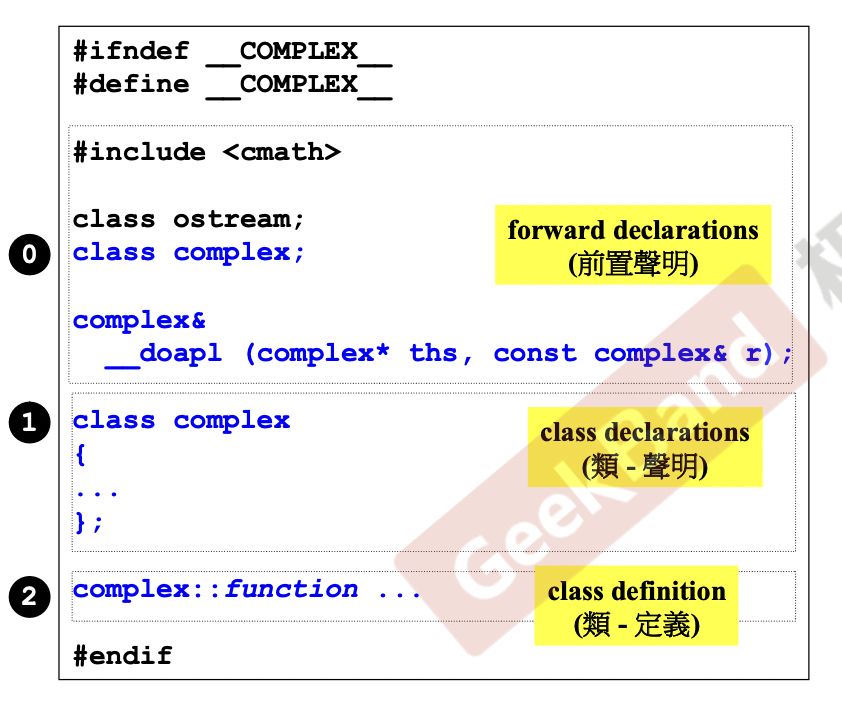 #ifndef __COMPLEX__
#define __COMPLEX__
#include <cmath>
class ostream;
class complex;
complex&
__doapl (complex* ths, const complex& r);
0
forward declarations
(前置聲明)
class complex
{
...
};
1
class declarations
(類 - 聲明)
complex::function ...
2
class definition
(類 - 定義)
#endif
GeekBand